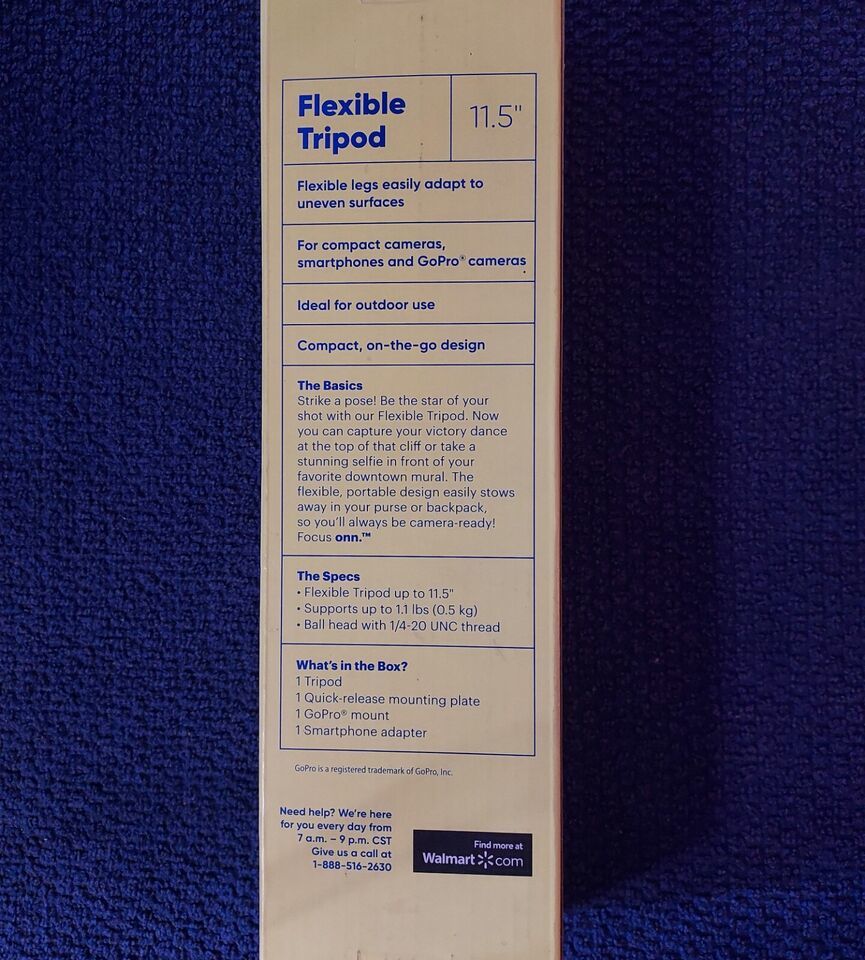 Flexible
Tripod
11.5"
Flexible legs easily adapt to
uneven surfaces
For compact cameras,
smartphones and GoPro® cameras
Ideal for outdoor use
Compact, on-the-go design
The Basics
Strike a pose! Be the star of your
shot with our Flexible Tripod. Now
you can capture your victory dance
at the top of that cliff or take a
stunning selfie in front of your
favorite downtown mural. The
flexible, portable design easily stows
away in your purse or backpack,
so you'll always be camera-ready!
Focus onn.™
The Specs
• Flexible Tripod up to 11.5"
• Supports up to 1.1 lbs (0.5 kg)
• Ball head with 1/4-20 UNC thread
What's in the Box?
1 Tripod
1 Quick-release mounting plate
1 GoPro® mount
1 Smartphone adapter
GoPro is a registered trademark of GoPro, Inc.
Need help? We're here
for you every day from
7 a.m. – 9 p.m. CST
Give us a call at
1-888-516-2630
Find more at
Walmart com